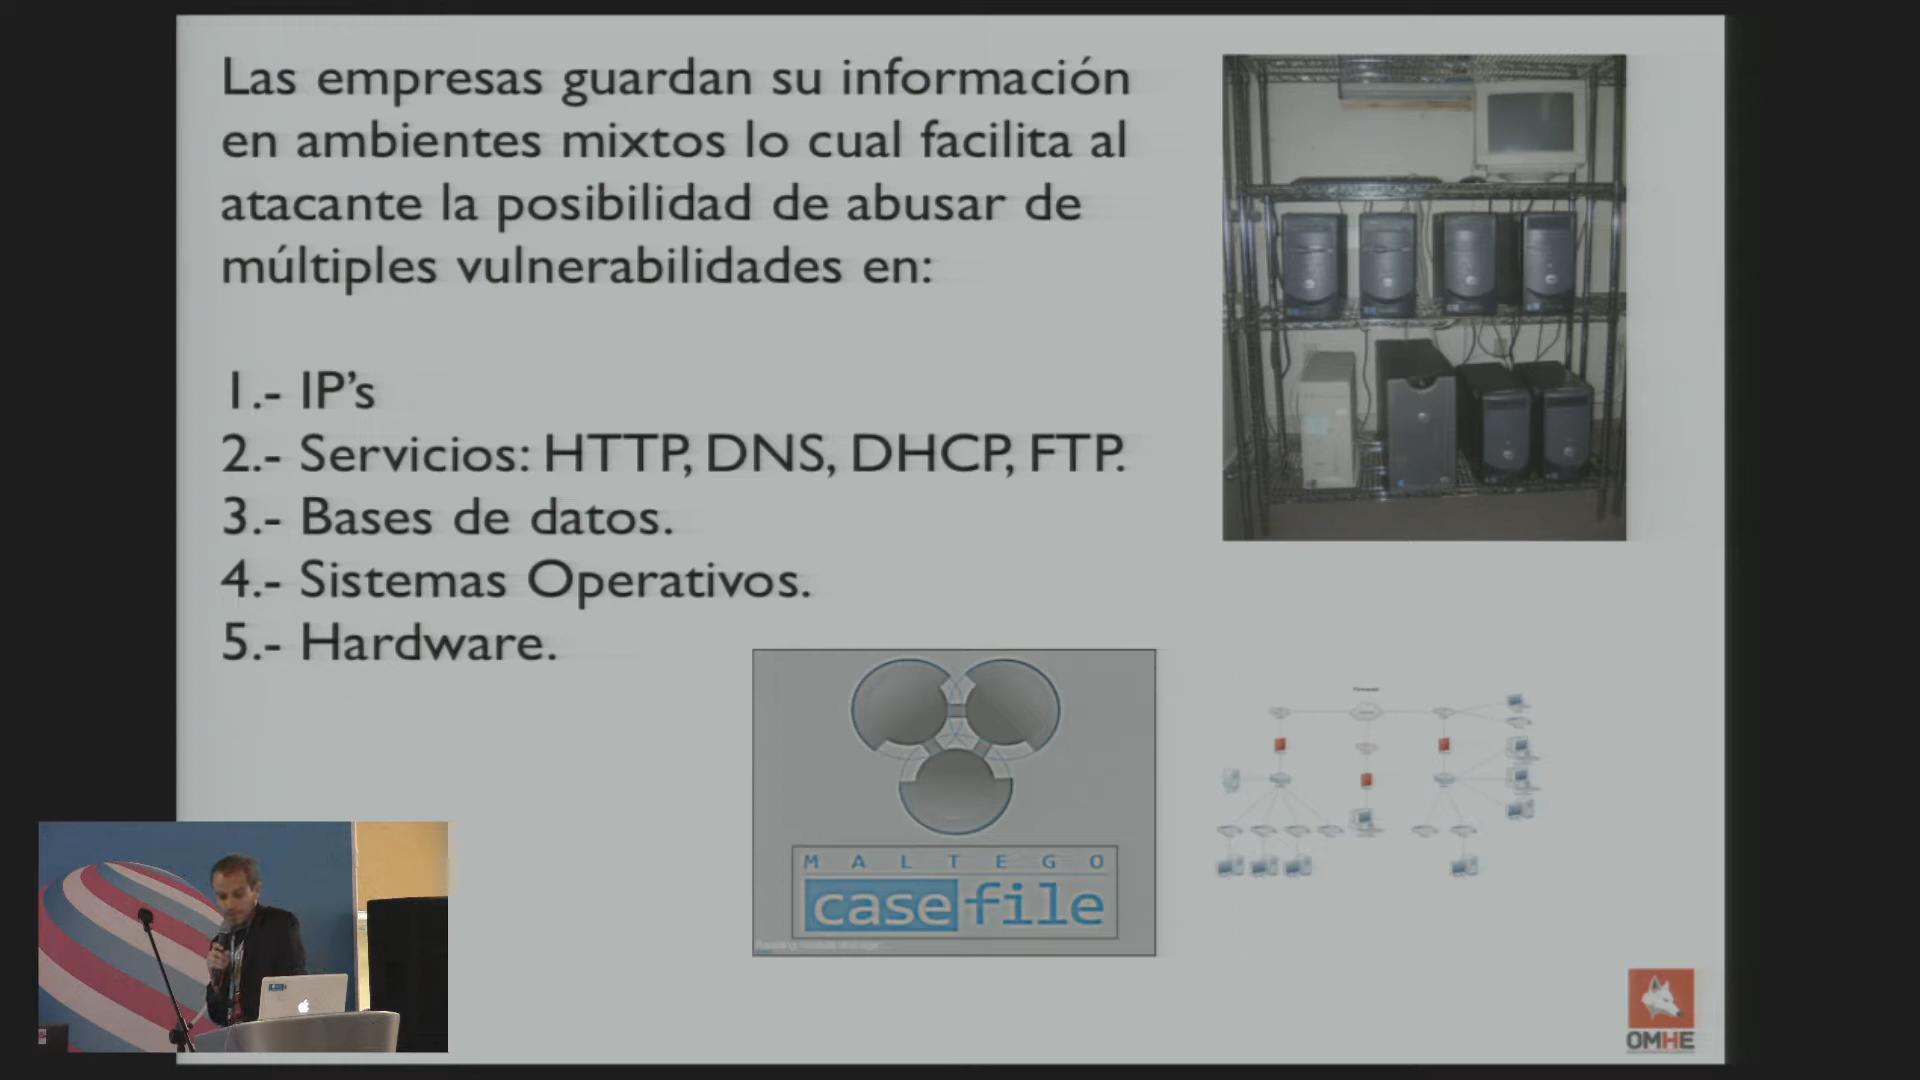 Las empresas guardan su información
en ambientes mixtos lo cual facilita al
atacante la posibilidad de abusar de
múltiples vulnerabilidades en:
1.- IP's
2.- Servicios: HTTP, DNS, DHCP, FTP.
3.- Bases de datos.
4.- Sistemas Operativos.
5.- Hardware.
MALTEGO
casefile
OMHE